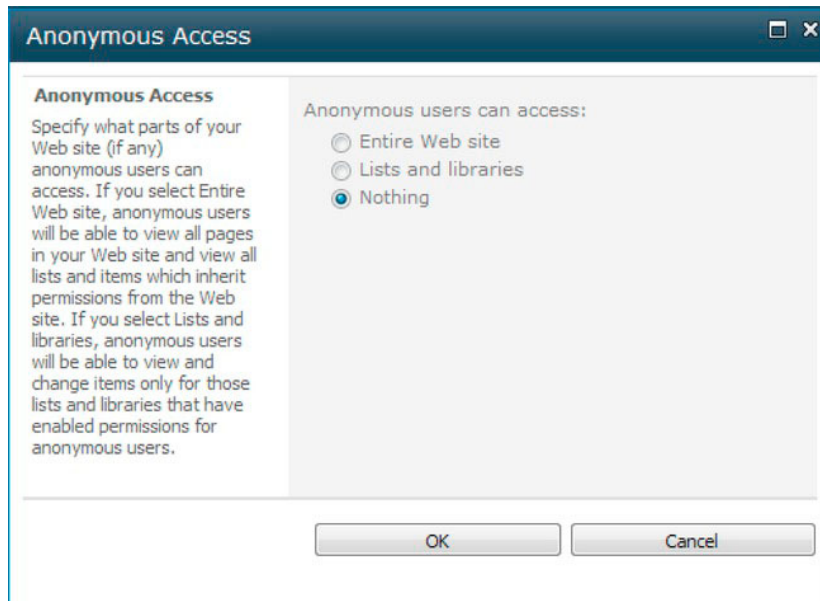 Anonymous Access
Anonymous Access
Specify what parts of your
Web site (if any)
anonymous users can
access. If you select Entire
Web site, anonymous users
will be able to view all pages
in your Web site and view all
lists and items which inherit
permissions from the Web
site. If you select Lists and
libraries, anonymous users
will be able to view and
change items only for those
lists and libraries that have
enabled permissions for
anonymous users.
Anonymous users can access:
Entire Web site
Lists and libraries
Nothing
OK
Cancel